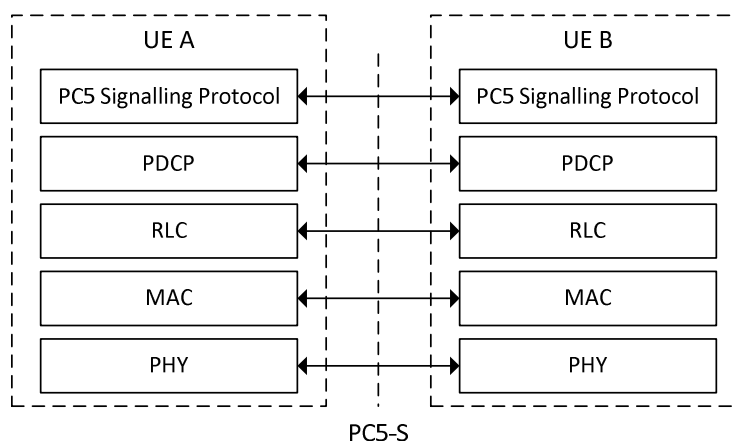 UE A
UE B
PC5 Signalling Protocol
PC5 Signalling Protocol
PDCP
PDCP
RLC
RLC
MAC
MAC
PHY
PHY
PC5-S